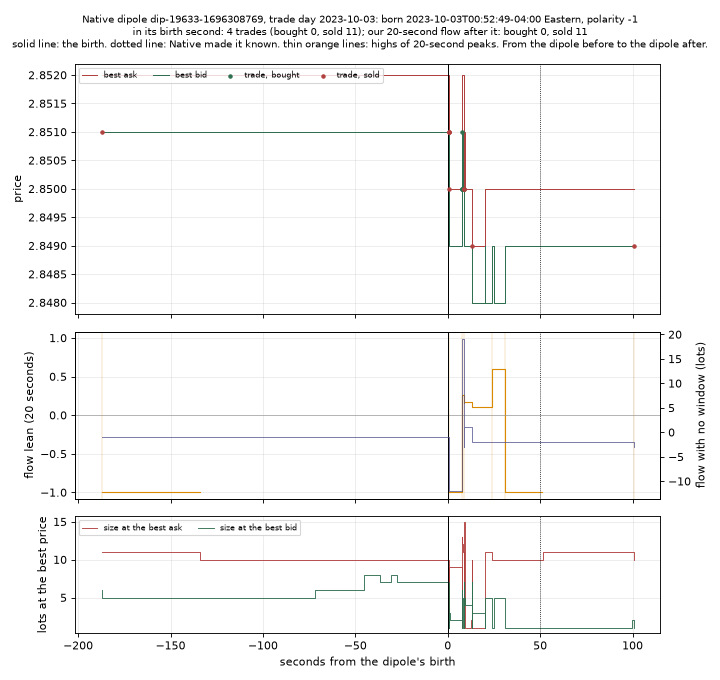 Native dipole dip-19633-1696308769, trade day 2023-10-03: born 2023-10-03T00:52:49-04:00 Eastern, polarity -1
in its birth second: 4 trades (bought 0, sold 11); our 20-second flow after it: bought 0, sold 11
solid line: the birth. dotted line: Native made it known. thin orange lines: highs of 20-second peaks. From the dipole before to the dipole after.
best ask
best bid
trade, bought
trade, sold
2.8520
2.8515
2.8510
2.8505
2.8500
2.8495
2.8490
2.8485
2.8480
price
1.0
0.5
0.0
−0.5
−1.0
flow lean (20 seconds)
20
15
10
5
0
−5
−10
flow with no window (lots)
size at the best ask
size at the best bid
15
10
5
lots at the best price
−200
−150
−100
−50
0
50
100
seconds from the dipole's birth